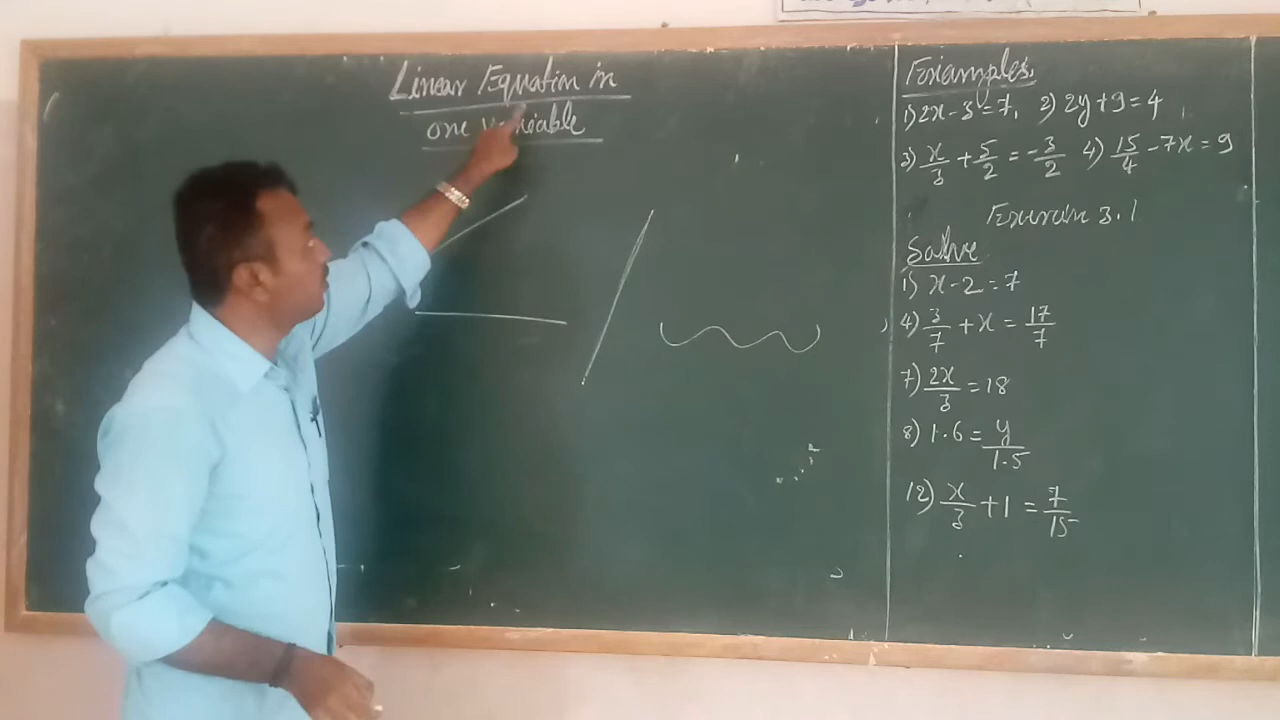 Linear Equation in
one variable
Examples,
1) 2x-3=7, 2) 2y+9=4
3) x/3 + 5/2 = -3/2 4) 15/4 - 7x = 9
Exercise 3.1
Solve
1) x-2=7
4) 3/7 + x = 17/7
7) 2x/3 = 18
8) 1.6 = y/1.5
12) x/3 + 1 = 7/15